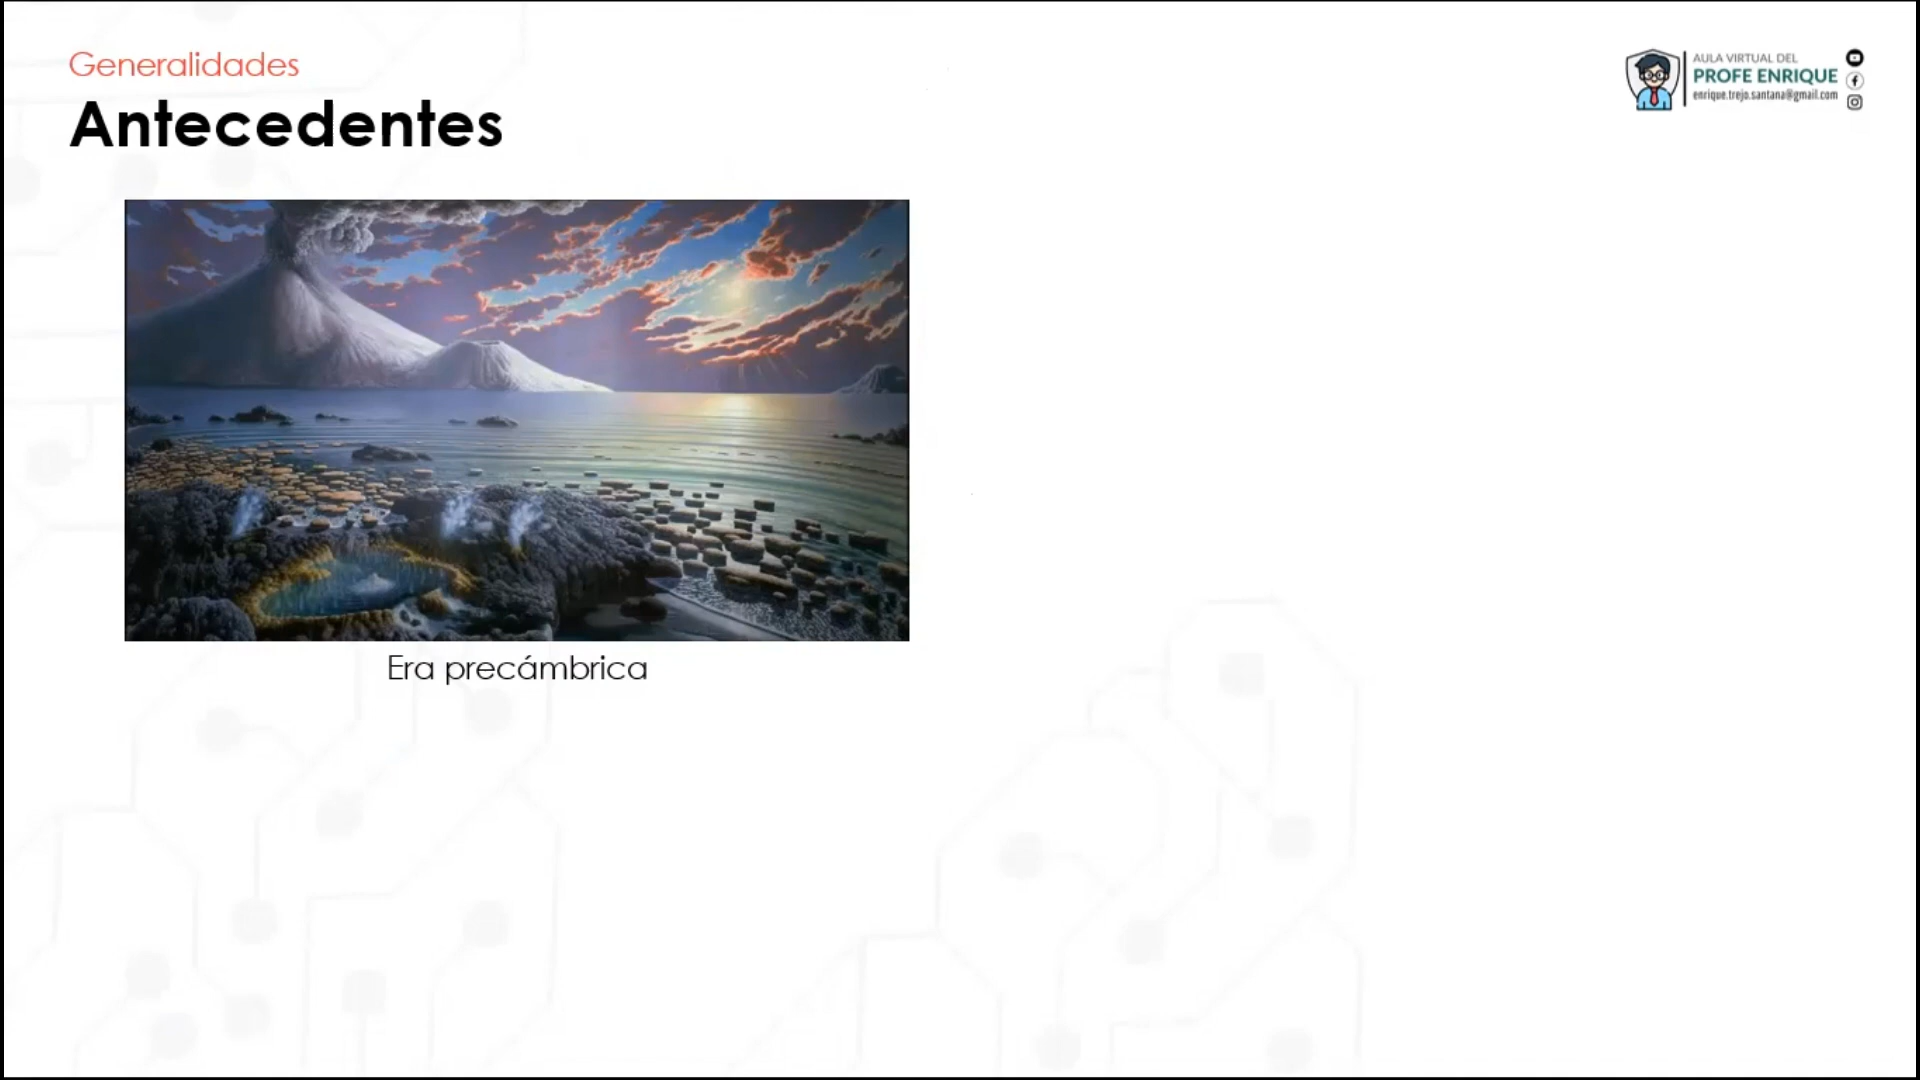 Generalidades
Antecedentes
AULA VIRTUAL DEL
PROFE ENRIQUE
enrique.trejo.santana@gmail.com
Era precámbrica